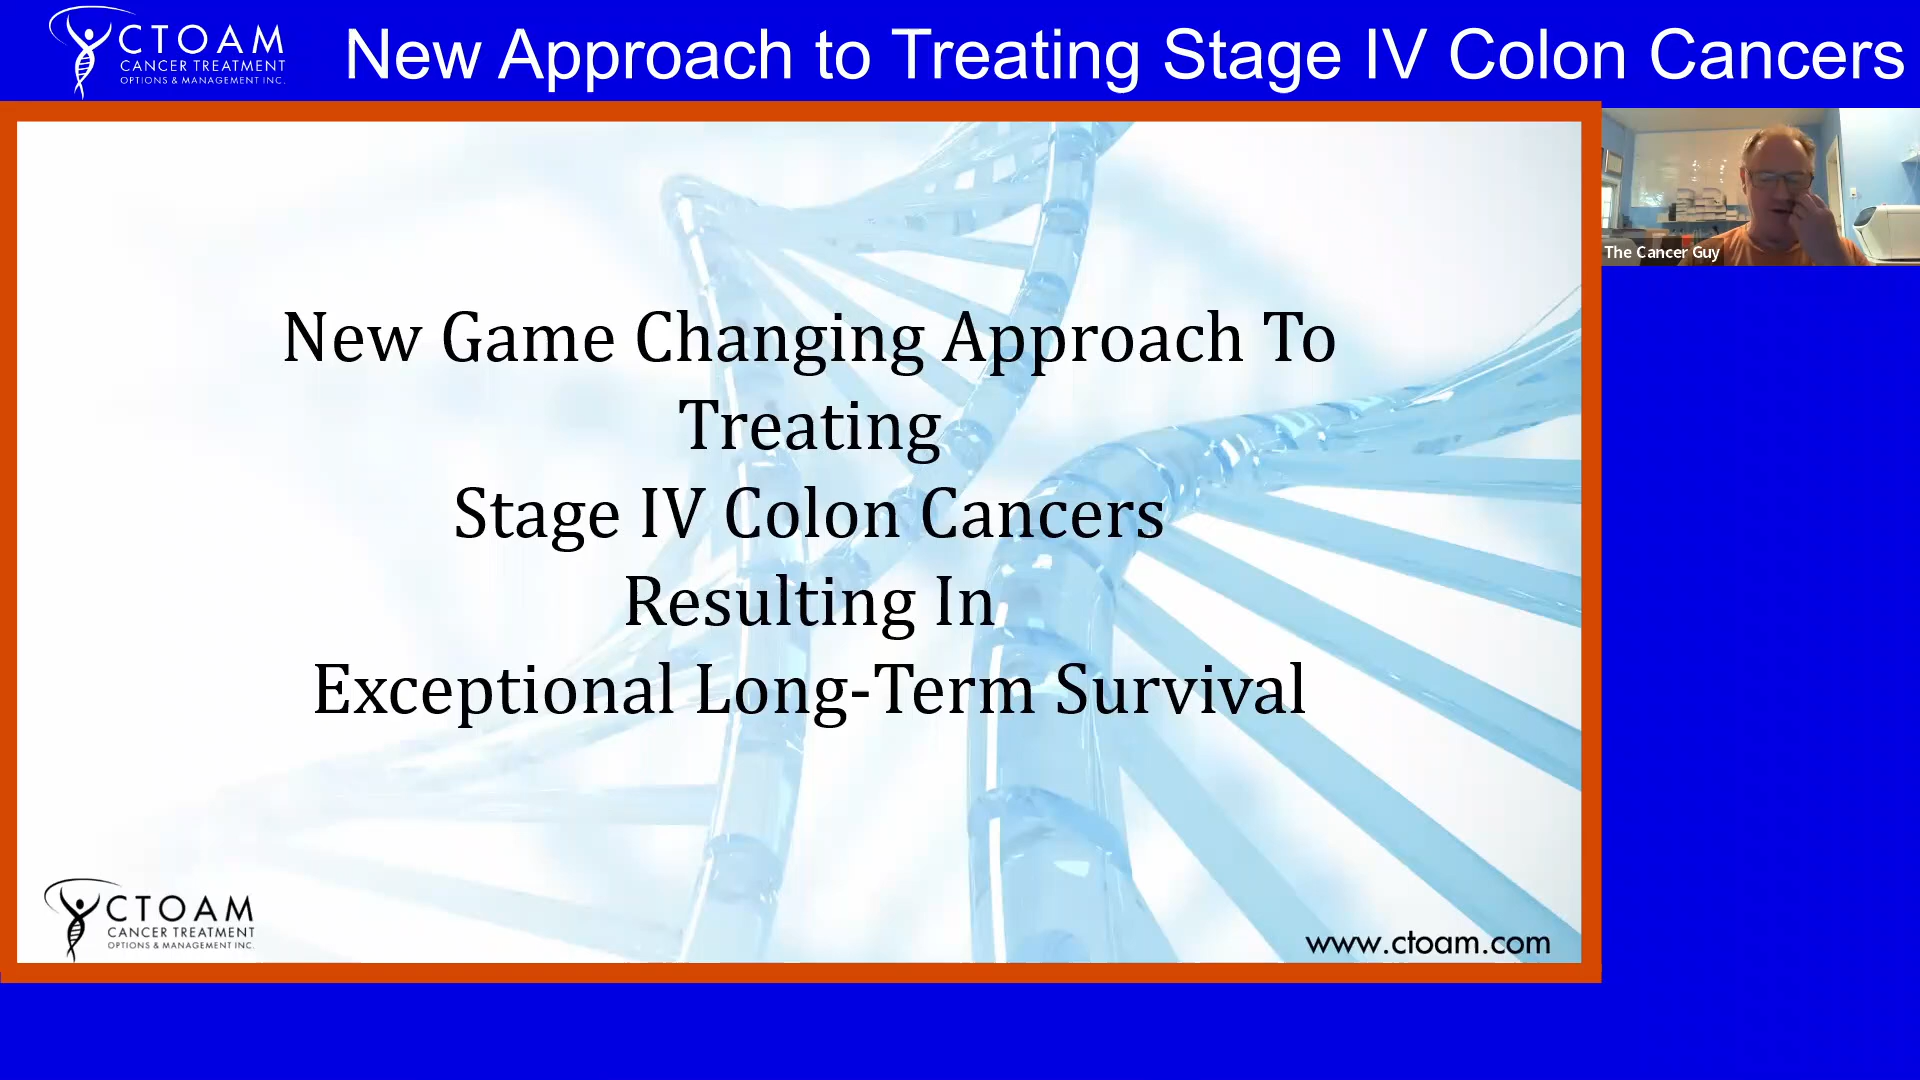 CTOAM
CANCER TREATMENT
OPTIONS & MANAGEMENT INC.
New Approach to Treating Stage IV Colon Cancers
The Cancer Guy
New Game Changing Approach To
Treating
Stage IV Colon Cancers
Resulting In
Exceptional Long-Term Survival
CTOAM
CANCER TREATMENT
OPTIONS & MANAGEMENT INC.
www.ctoam.com